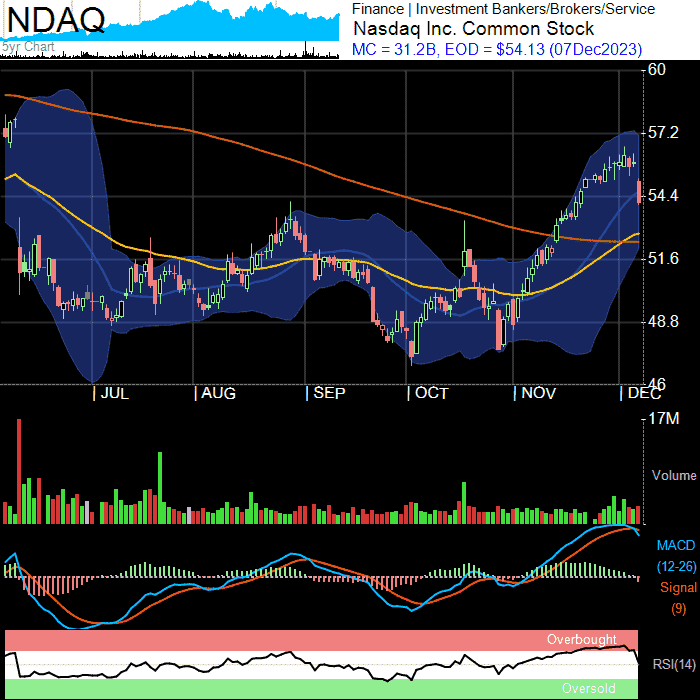 NDAQ
5yr Chart
Finance | Investment Bankers/Brokers/Service
Nasdaq Inc. Common Stock
MC = 31.2B, EOD = $54.13 (07Dec2023)
60
57.2
54.4
51.6
48.8
46
JUL AUG SEP OCT NOV DEC
17M
Volume
MACD
(12-26)
Signal
(9)
Overbought
RSI(14)
Oversold